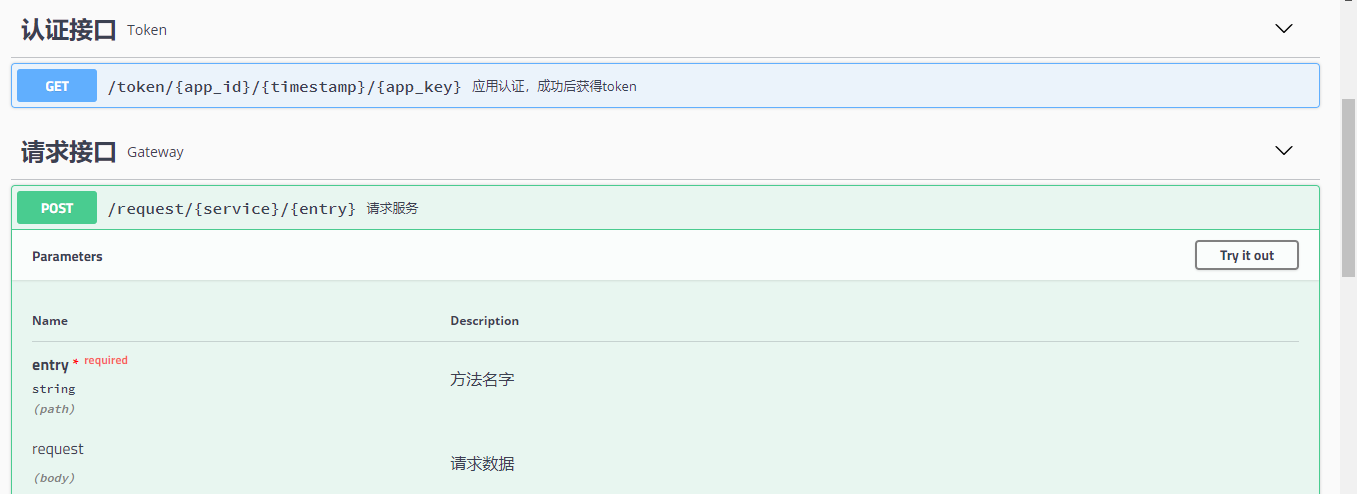 认证接口 Token
GET /token/{app_id}/{timestamp}/{app_key} 应用认证，成功后获得token
请求接口 Gateway
POST /request/{service}/{entry} 请求服务
Parameters Try it out
Name Description
entry * required
string
(path)
方法名字
request
(body)
请求数据